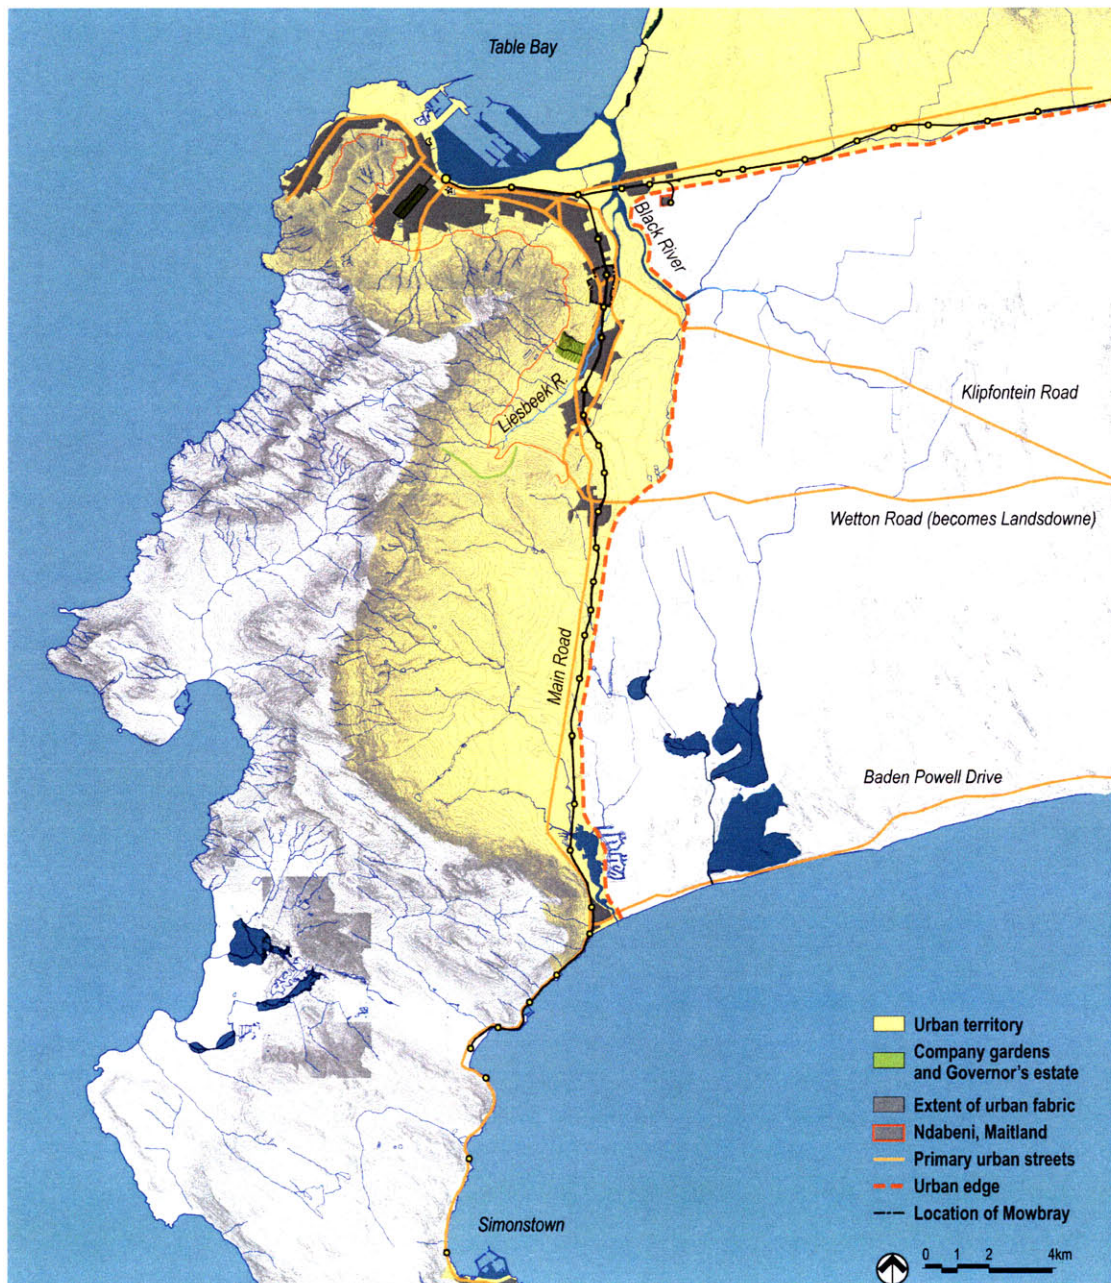 Table Bay
Black River
Liesbeek R.
Klipfontein Road
Wetton Road (becomes Landsdowne)
Main Road
Baden Powell Drive
Simonstown
Urban territory
Company gardens
and Governor's estate
Extent of urban fabric
Ndabeni, Maitland
Primary urban streets
Urban edge
Location of Mowbray
0 1 2 4km